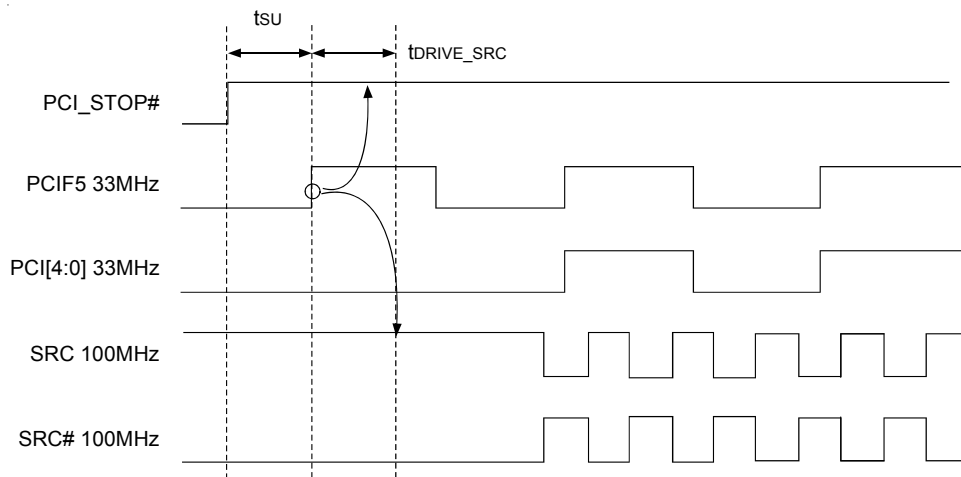 tSU
tDRIVE_SRC
PCI_STOP#
PCIF5 33MHz
PCI[4:0] 33MHz
SRC 100MHz
SRC# 100MHz